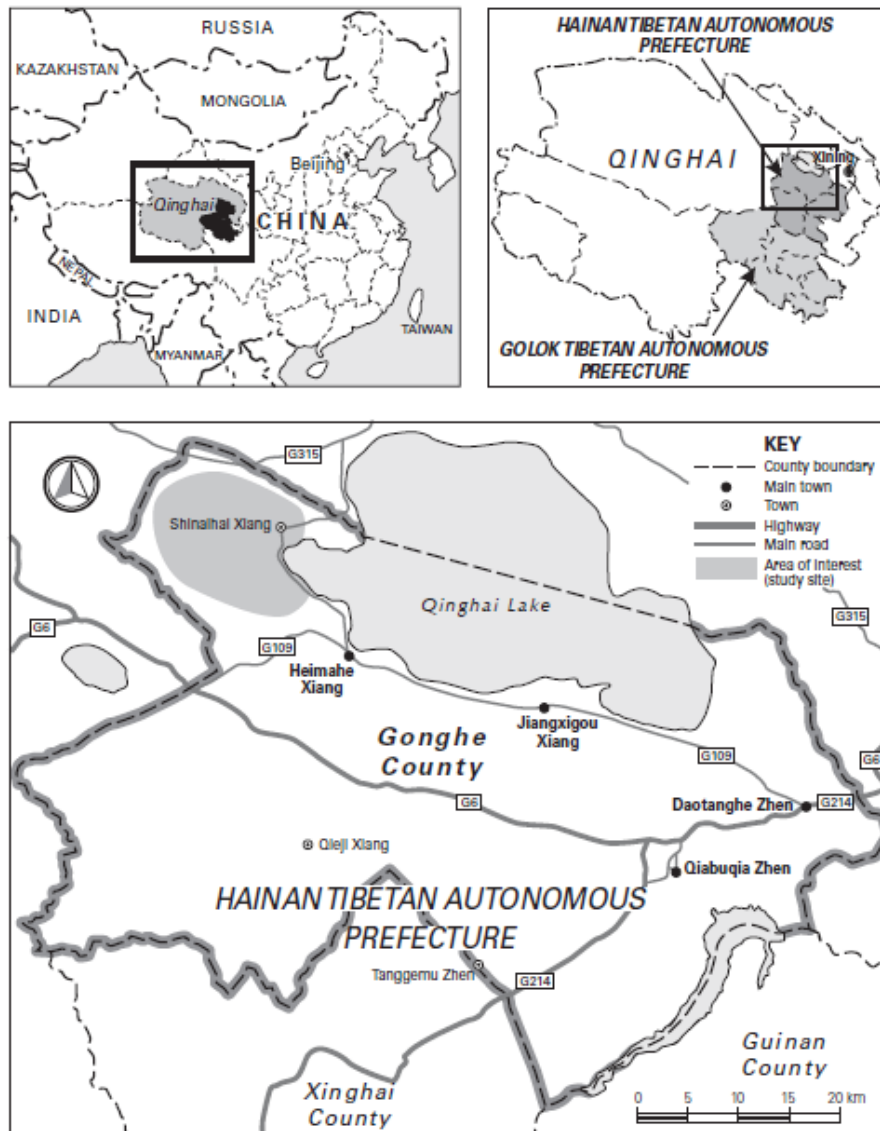 RUSSIA
KAZAKHSTAN
MONGOLIA
Beijing
Qinghai
CHINA
NEPAL
INDIA
TAIWAN
MYANMAR
HAINAN TIBETAN AUTONOMOUS
PREFECTURE
QINGHAI
Xining
GOLOK TIBETAN AUTONOMOUS
PREFECTURE
KEY
County boundary
Main town
Town
Highway
Main road
Area of interest
(study site)
G315
Shinaihai Xiang
Qinghai Lake
G315
G6
G109
Heimahe
Xiang
Jiangxigou
Xiang
Gonghe
County
G109
G6
G6
Daotanghe Zhen
G214
Qieji Xiang
Qiabuqia Zhen
HAINAN TIBETAN AUTONOMOUS
PREFECTURE
Tanggemu Zhen
G214
Guinan
County
Xinghai
County
0 5 10 15 20 km